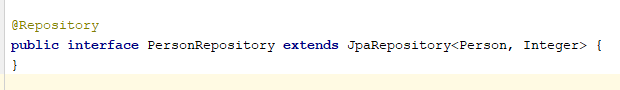 @Repository
public interface PersonRepository extends JpaRepository<Person, Integer> {
}